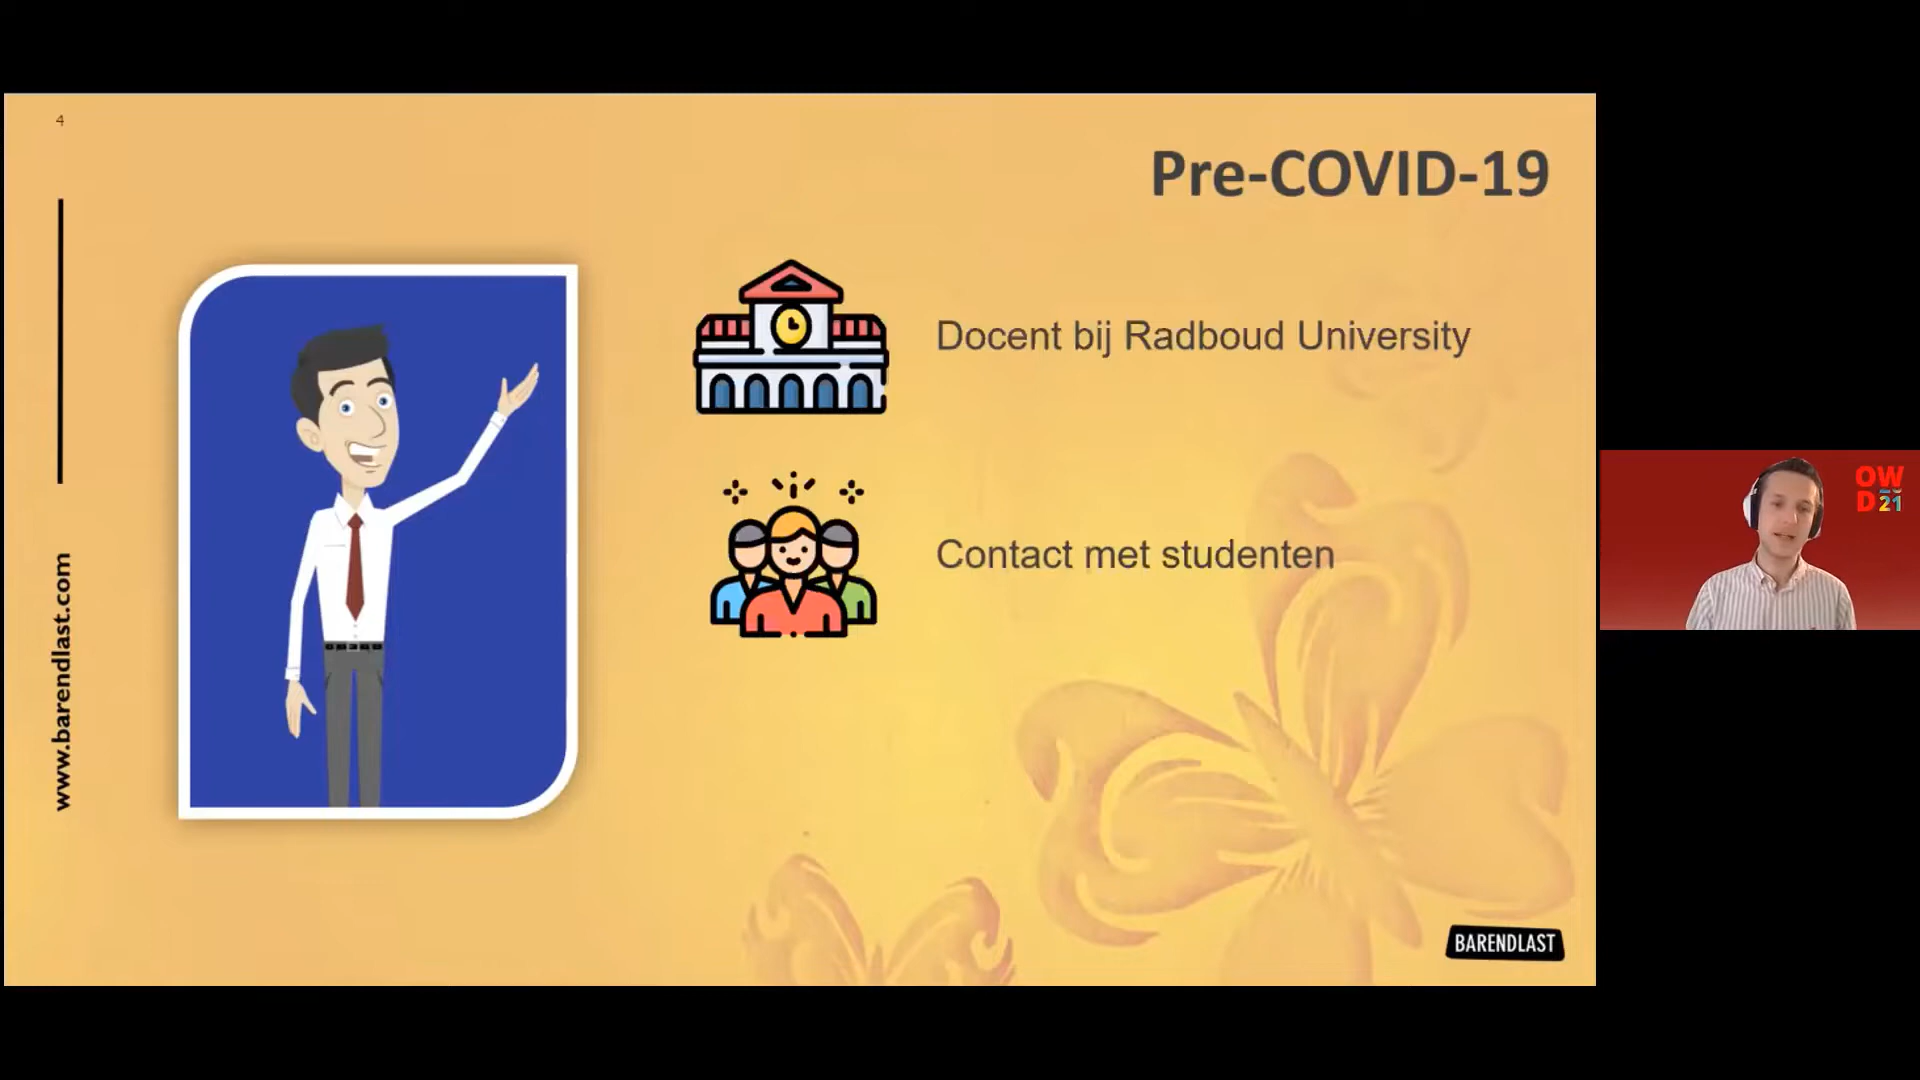 4
Pre-COVID-19
Docent bij Radboud University
Contact met studenten
www.barendlast.com
BARENDLAST
OW
D21